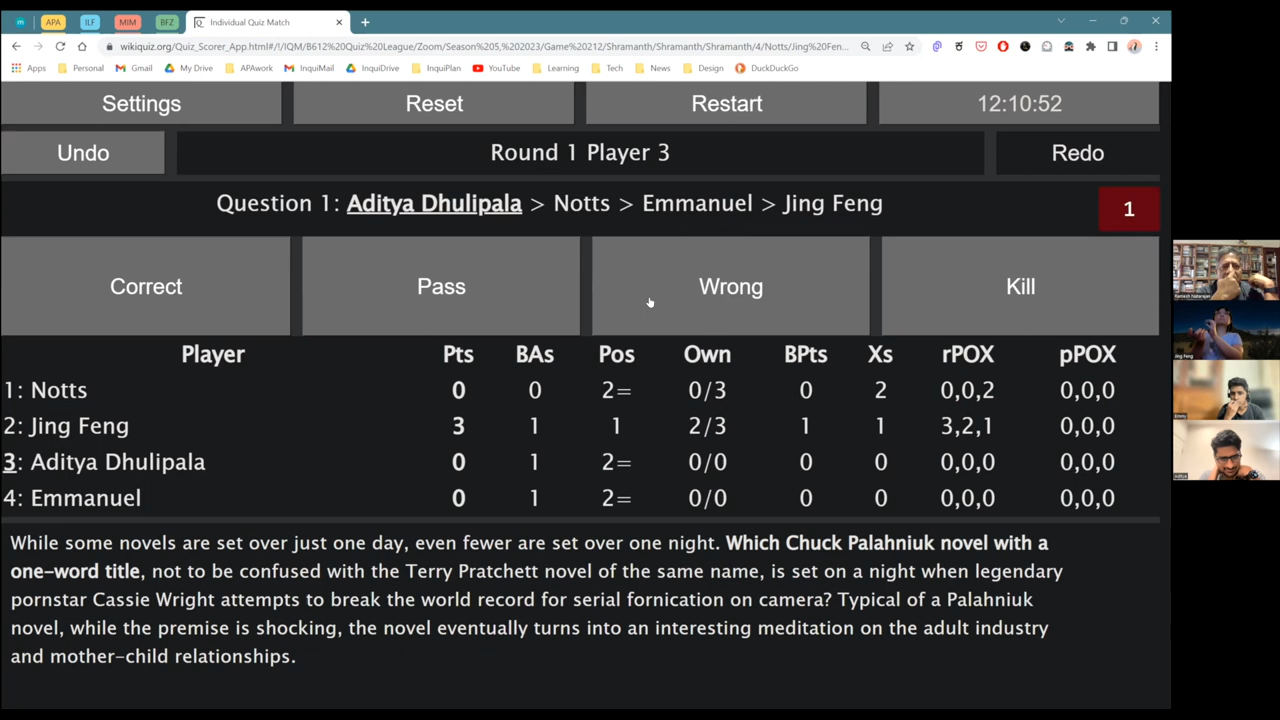 APA
ILF
MIM
BFZ
Individual Quiz Match
wikiquiz.org/Quiz_Scorer_App.html#/!/IQM/B612%20Quiz%20League/Zoom/Season%205,%202023/Game%20212/Shramanth/Shramanth/Shramanth/4/Notts/Jing%20Fen...
Apps Personal Gmail My Drive APAwork InquiMail InquiDrive InquiPlan YouTube Learning Tech News Design DuckDuckGo
Settings Reset Restart 12:10:52
Undo Round 1 Player 3 Redo
Question 1: Aditya Dhulipala > Notts > Emmanuel > Jing Feng 1
Correct Pass Wrong Kill
Player Pts BAs Pos Own BPts Xs rPOX pPOX
1: Notts 0 0 2= 0/3 0 2 0,0,2 0,0,0
2: Jing Feng 3 1 1 2/3 1 1 3,2,1 0,0,0
3: Aditya Dhulipala 0 1 2= 0/0 0 0 0,0,0 0,0,0
4: Emmanuel 0 1 2= 0/0 0 0 0,0,0 0,0,0
While some novels are set over just one day, even fewer are set over one night. Which Chuck Palahniuk novel with a
one-word title, not to be confused with the Terry Pratchett novel of the same name, is set on a night when legendary
pornstar Cassie Wright attempts to break the world record for serial fornication on camera? Typical of a Palahniuk
novel, while the premise is shocking, the novel eventually turns into an interesting meditation on the adult industry
and mother-child relationships.
Ramesh Natarajan
Jing Feng